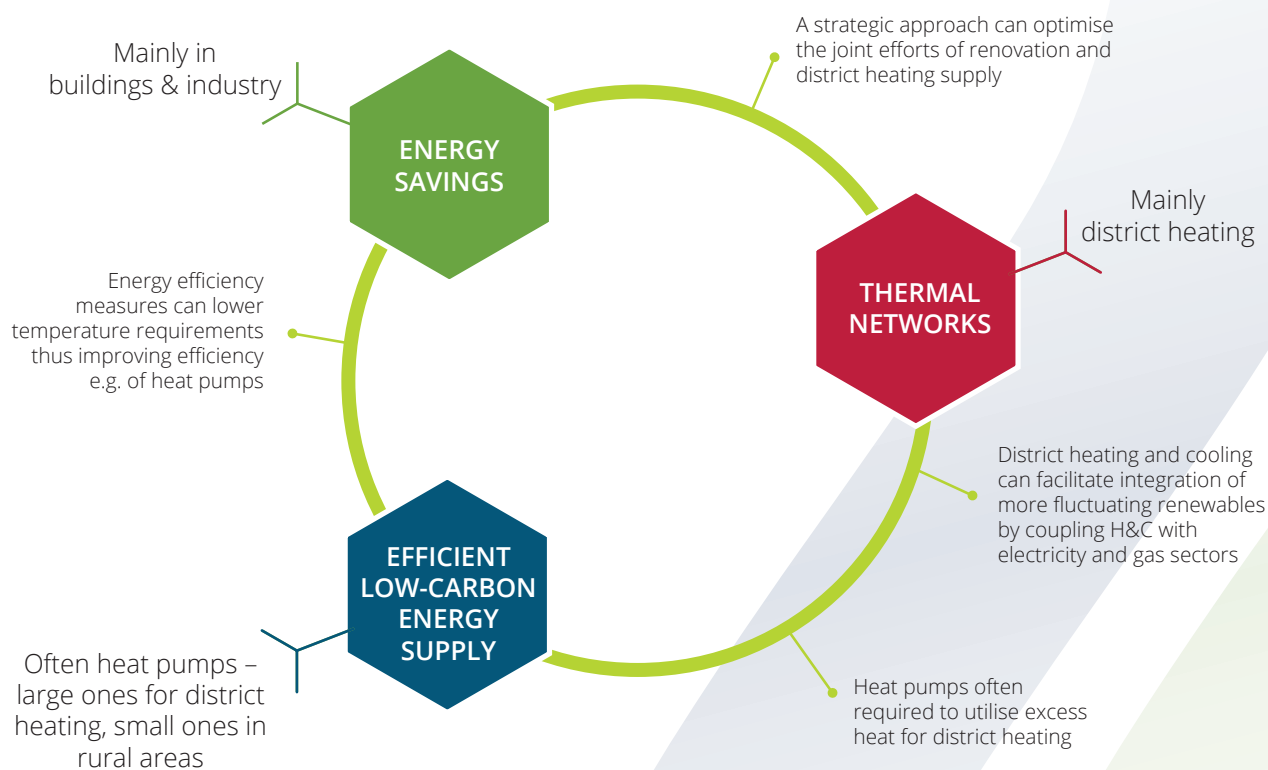 Mainly in
buildings & industry
ENERGY
SAVINGS
A strategic approach can optimise
the joint efforts of renovation and
district heating supply
Mainly
district heating
THERMAL
NETWORKS
Energy efficiency
measures can lower
temperature requirements
thus improving efficiency
e.g. of heat pumps
District heating and cooling
can facilitate integration of
more fluctuating renewables
by coupling H&C with
electricity and gas sectors
EFFICIENT
LOW-CARBON
ENERGY
SUPPLY
Often heat pumps –
large ones for district
heating, small ones in
rural areas
Heat pumps often
required to utilise excess
heat for district heating